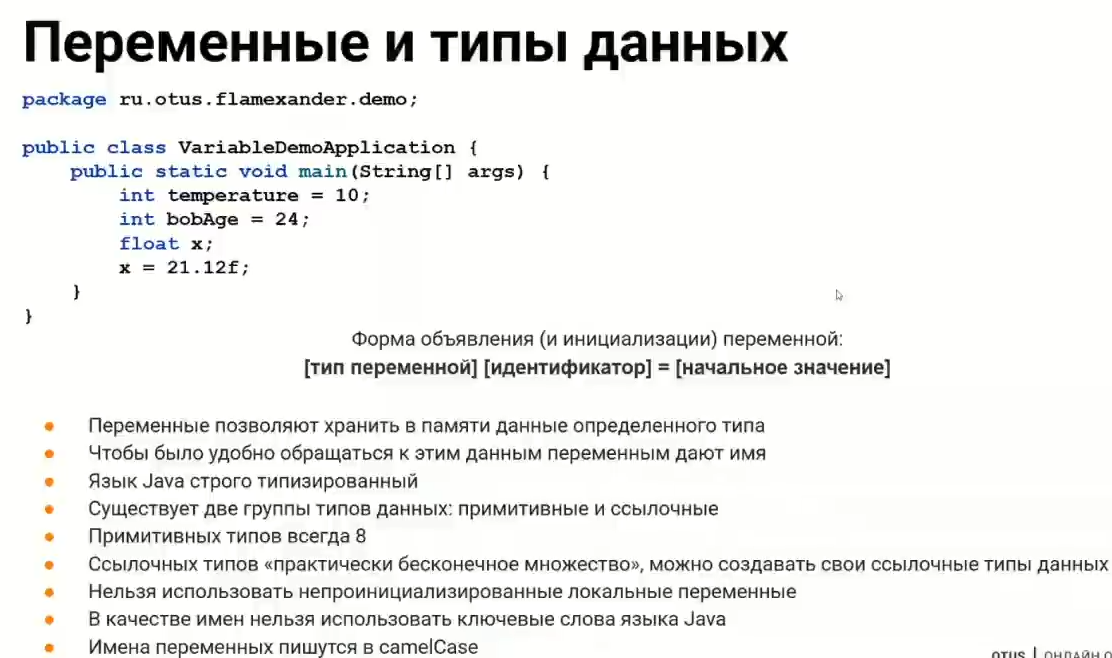 Переменные и типы данных
package ru.otus.flamexander.demo;
public class VariableDemoApplication {
public static void main(String[] args) {
int temperature = 10;
int bobAge = 24;
float x;
x = 21.12f;
}
}
Форма объявления (и инициализации) переменной:
[тип переменной] [идентификатор] = [начальное значение]
Переменные позволяют хранить в памяти данные определенного типа
Чтобы было удобно обращаться к этим данным переменным дают имя
Язык Java строго типизированный
Существует две группы типов данных: примитивные и ссылочные
Примитивных типов всегда 8
Ссылочных типов «практически бесконечное множество», можно создавать свои ссылочные типы данных
Нельзя использовать непроинициализированные локальные переменные
В качестве имен нельзя использовать ключевые слова языка Java
Имена переменных пишутся в camelCase
OTUS |